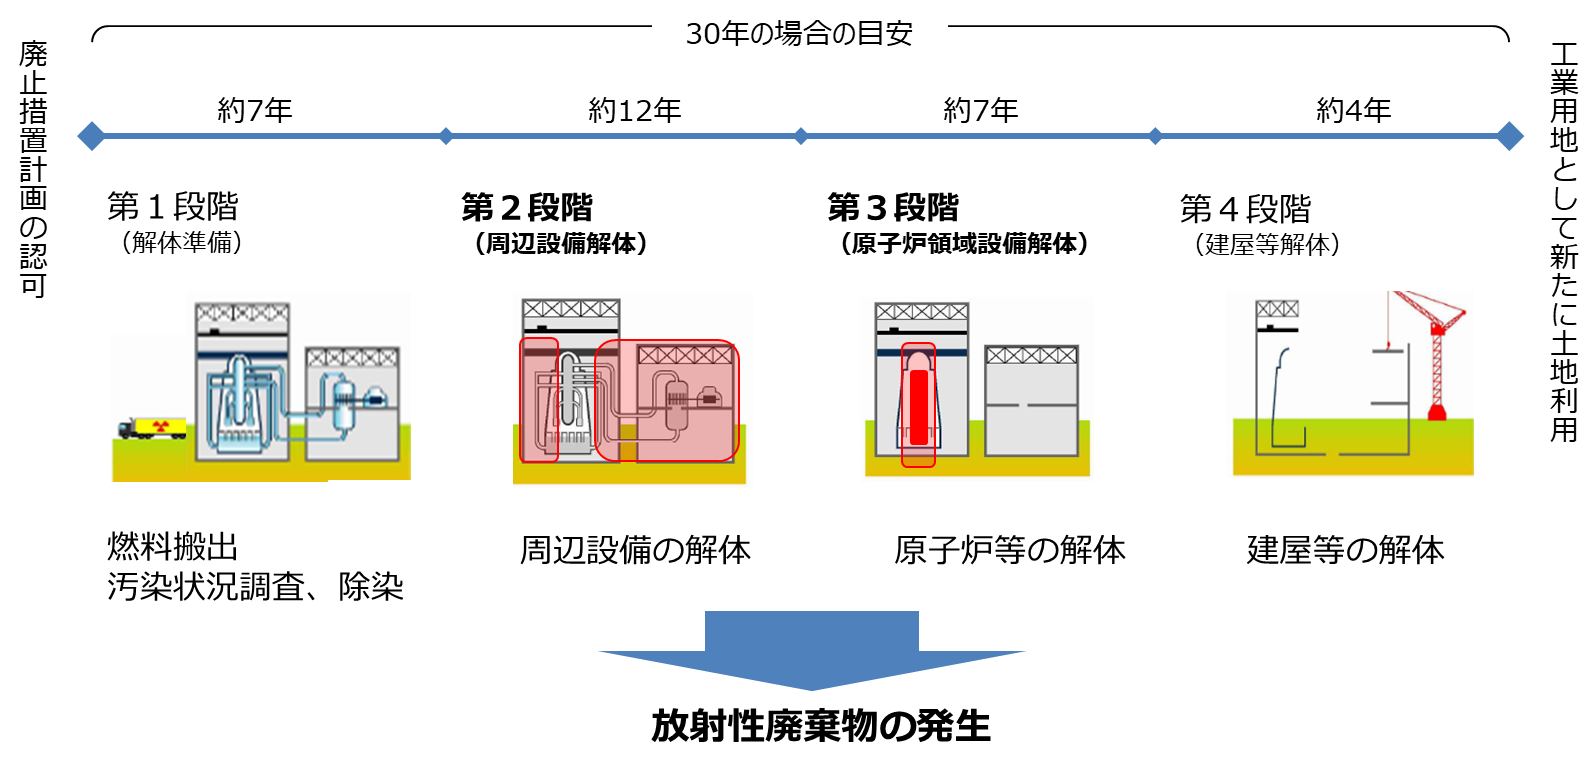 30年の場合の目安
廃止措置計画の認可
約7年
約12年
約7年
約4年
工業用地として新たに土地利用
第１段階
（解体準備）
第２段階
（周辺設備解体）
第３段階
（原子炉領域設備解体）
第４段階
（建屋等解体）
燃料搬出
汚染状況調査、除染
周辺設備の解体
原子炉等の解体
建屋等の解体
放射性廃棄物の発生